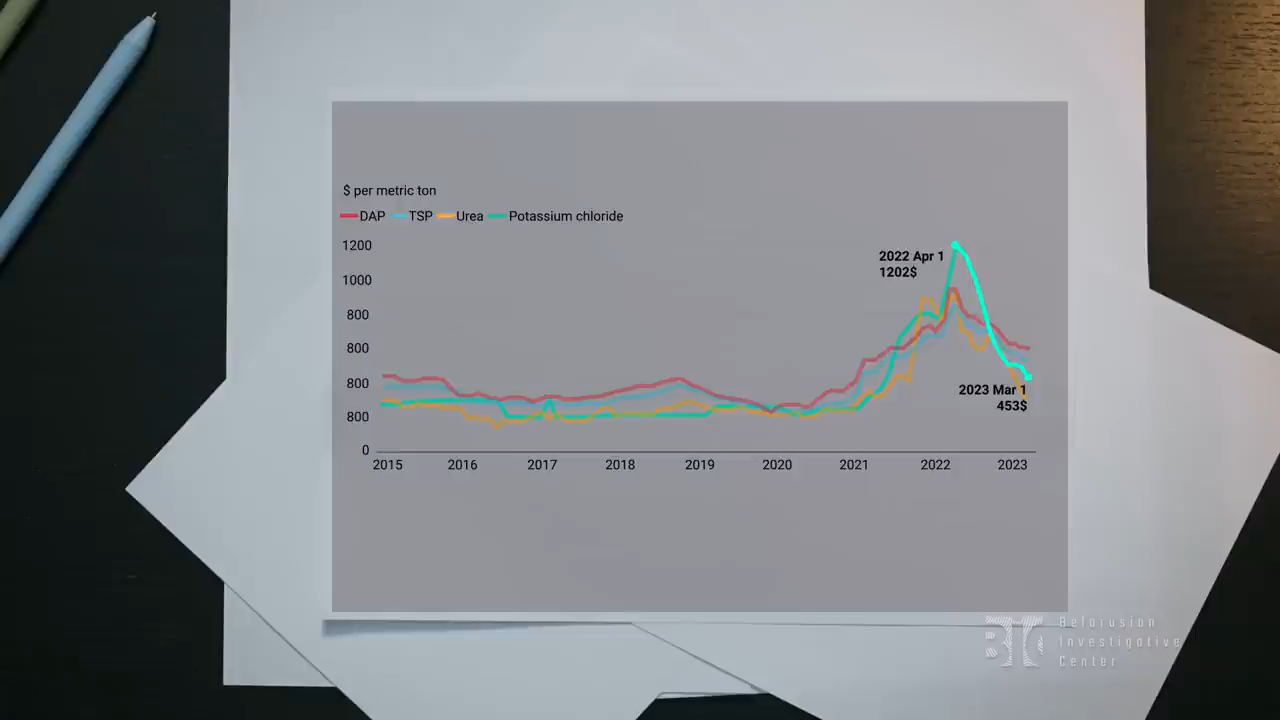 $ per metric ton
DAP TSP Urea Potassium chloride
1200
1000
800
800
800
800
0
2022 Apr 1
1202$
2023 Mar 1
453$
2015 2016 2017 2018 2019 2020 2021 2022 2023
Belarusian
Investigative
Center